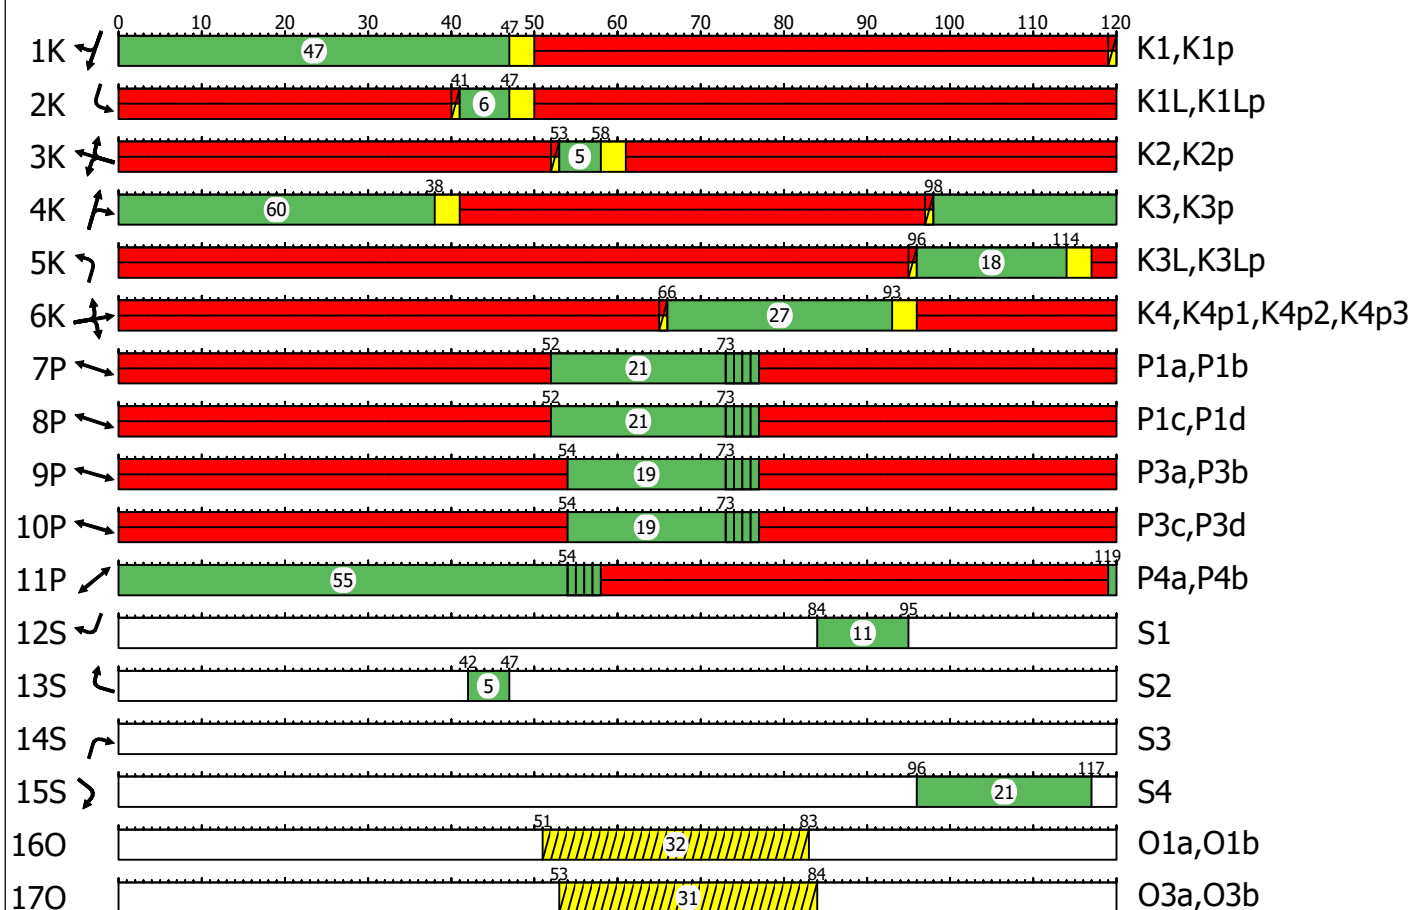 0 10 20 30 40 47 50 60 70 80 90 100 110 120
1K 47 K1,K1p
41 47
2K 6 K1L,K1Lp
53 58
3K 5 K2,K2p
38 98
4K 60 K3,K3p
96 114
5K 18 K3L,K3Lp
66 93
6K 27 K4,K4p1,K4p2,K4p3
52 73
7P 21 P1a,P1b
52 73
8P 21 P1c,P1d
54 73
9P 19 P3a,P3b
54 73
10P 19 P3c,P3d
54 119
11P 55 P4a,P4b
84 95
12S 11 S1
42 47
13S 5 S2
14S S3
96 117
15S 21 S4
51 83
16O 32 O1a,O1b
53 84
17O 31 O3a,O3b